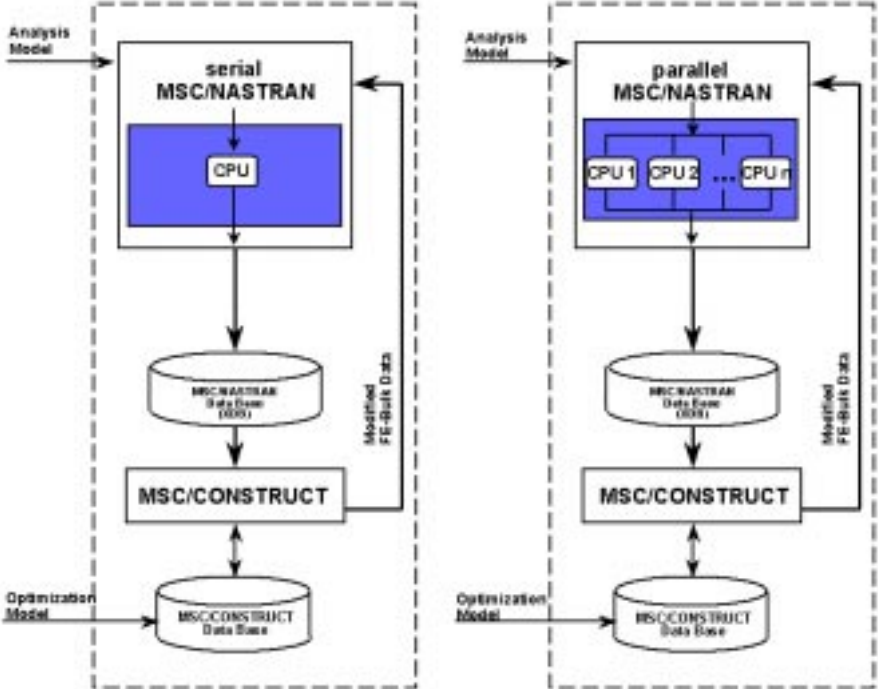 Analysis
Model
serial
MSC/NASTRAN
CPU
MSC/NASTRAN
Data Base
(XDB)
Modified
FE-Bulk Data
MSC/CONSTRUCT
Optimization
Model
MSC/CONSTRUCT
Data Base
Analysis
Model
parallel
MSC/NASTRAN
CPU 1
CPU 2
...
CPU n
MSC/NASTRAN
Data Base
(XDB)
Modified
FE-Bulk Data
MSC/CONSTRUCT
Optimization
Model
MSC/CONSTRUCT
Data Base